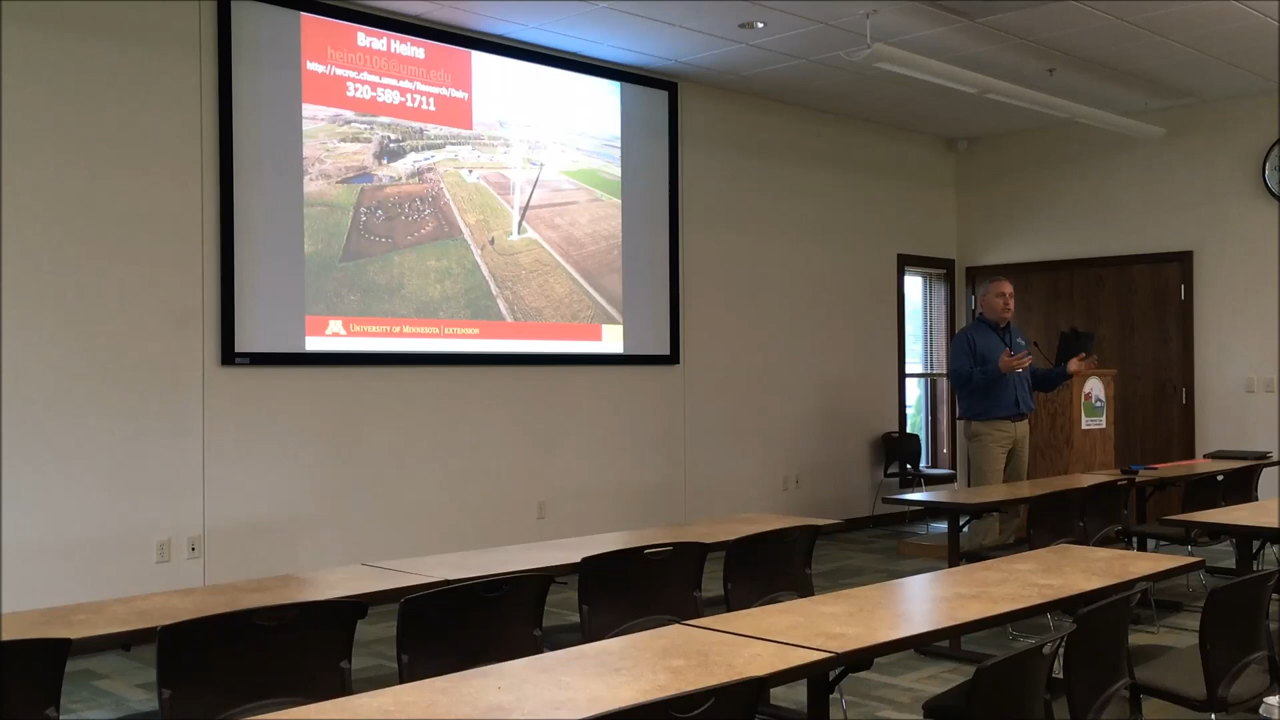 Brad Heins
hein0106@umn.edu
http://wcroc.cfans.umn.edu/Research/Dairy
320-589-1711
UNIVERSITY OF MINNESOTA | EXTENSION